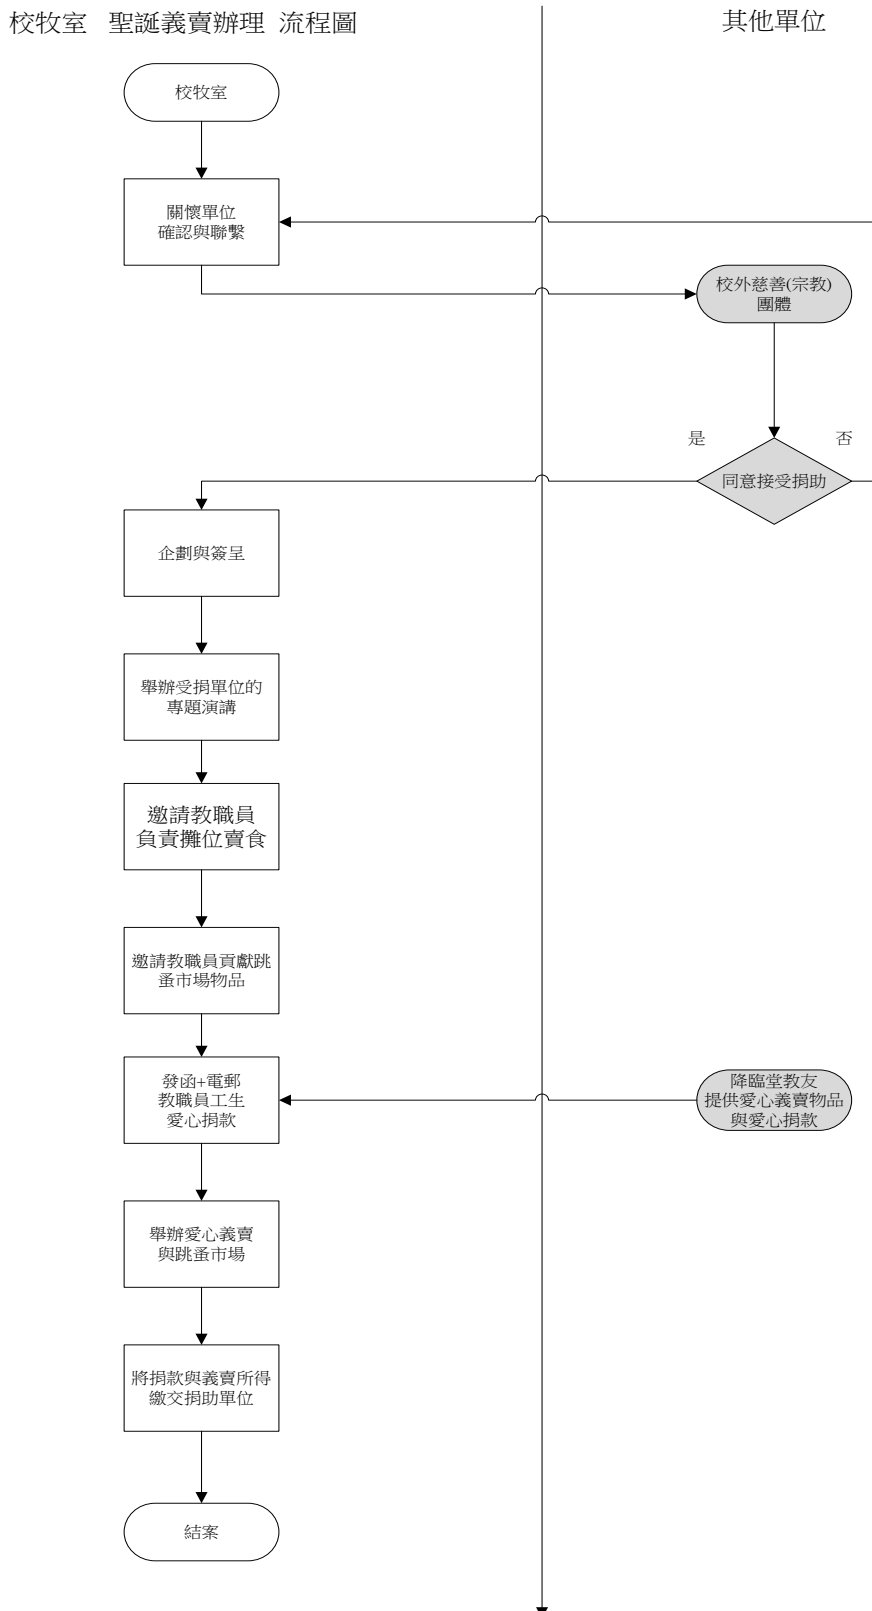 校牧室 聖誕義賣辦理 流程圖
其他單位
校牧室
關懷單位
確認與聯繫
校外慈善(宗教)
團體
是
否
同意接受捐助
企劃與簽呈
舉辦受捐單位的
專題演講
邀請教職員
負責攤位賣食
邀請教職員貢獻跳
蚤市場物品
發函+電郵
教職員工生
愛心捐款
降臨堂教友
提供愛心義賣物品
與愛心捐款
舉辦愛心義賣
與跳蚤市場
將捐款與義賣所得
繳交捐助單位
結案